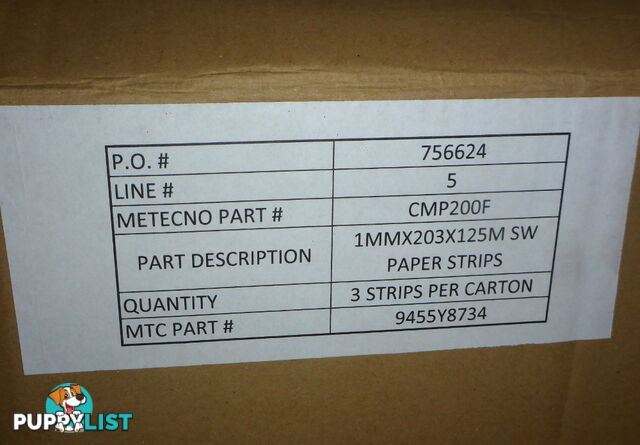 P.O. # 756624
LINE # 5
METECNO PART # CMP200F
PART DESCRIPTION 1MMX203X125M SW
PAPER STRIPS
QUANTITY 3 STRIPS PER CARTON
MTC PART # 9455Y8734
PUPPYLIST